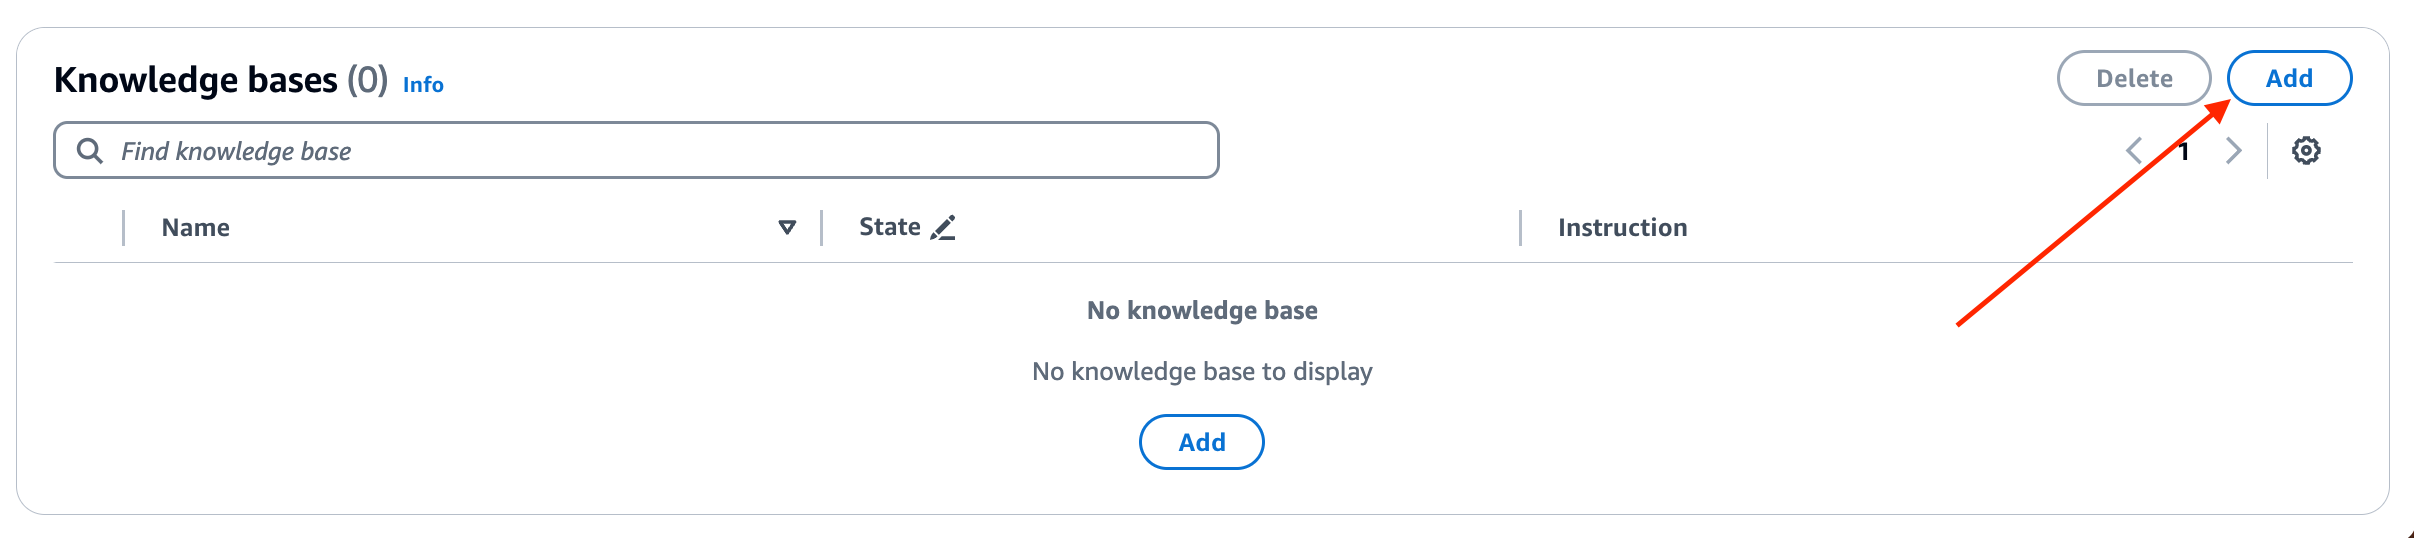 Knowledge bases (0) Info
Delete
Add
Find knowledge base
1
Name
State
Instruction
No knowledge base
No knowledge base to display
Add